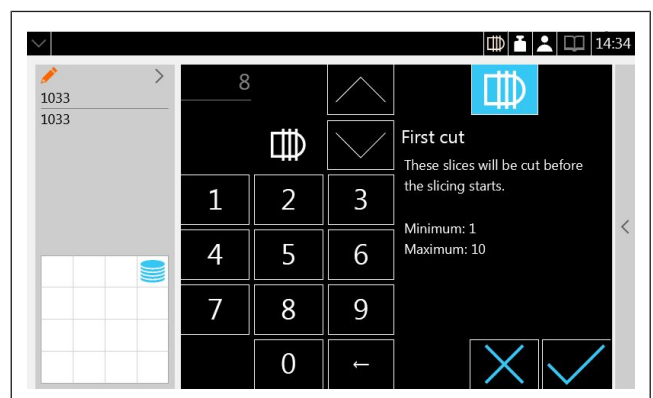 14:34
1033
1033
8
First cut
These slices will be cut before
the slicing starts.
Minimum: 1
Maximum: 10
1 2 3
4 5 6
7 8 9
0 ←